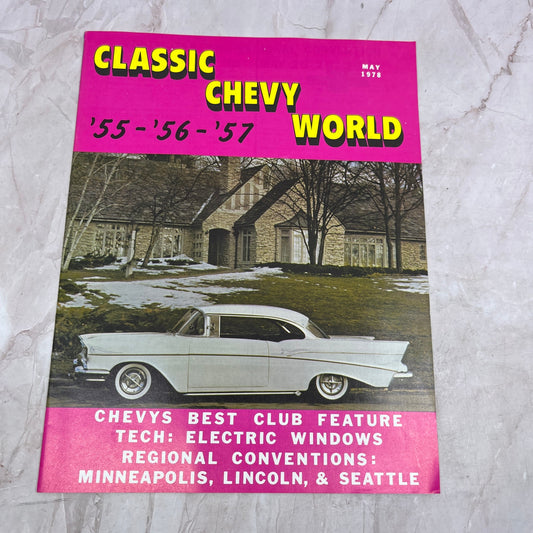 CLASSIC
CHEVY
WORLD
MAY
1978
'55-'56-'57
CHEVYS BEST CLUB FEATURE
TECH: ELECTRIC WINDOWS
REGIONAL CONVENTIONS:
MINNEAPOLIS, LINCOLN, & SEATTLE